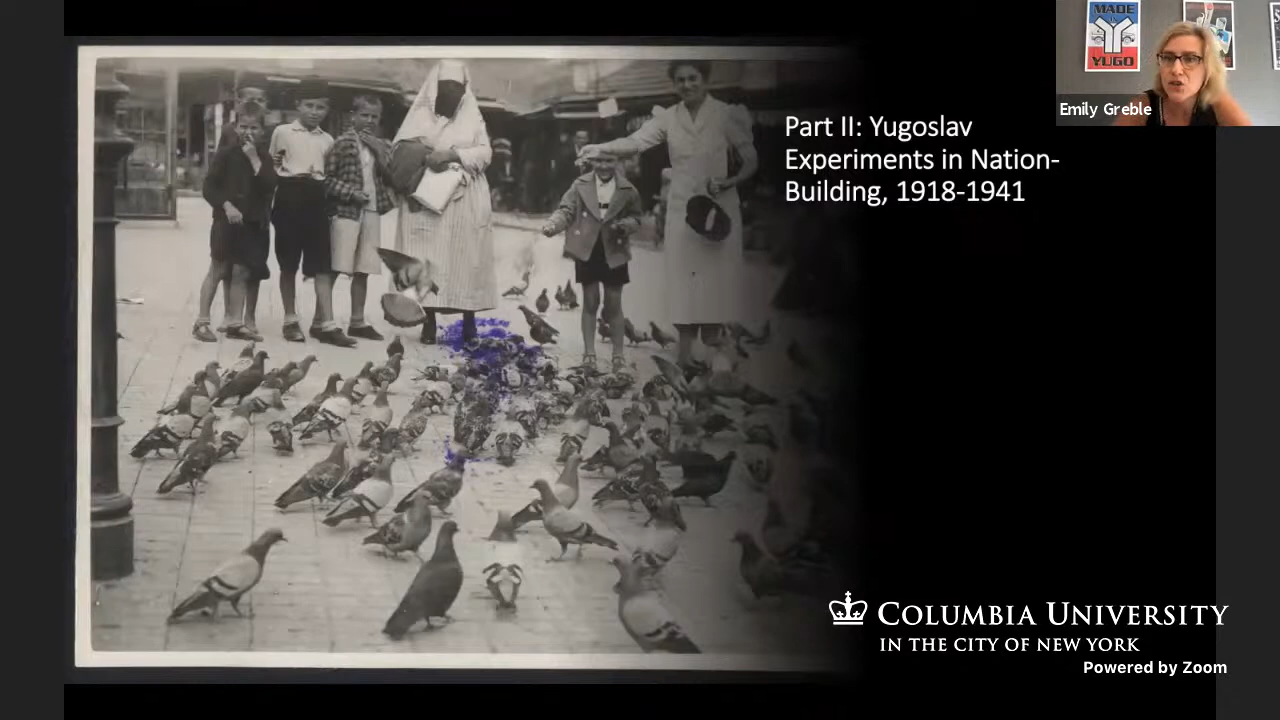 MADE
IN
YUGO
Emily Greble
Part II: Yugoslav
Experiments in Nation-
Building, 1918-1941
COLUMBIA UNIVERSITY
IN THE CITY OF NEW YORK
Powered by Zoom